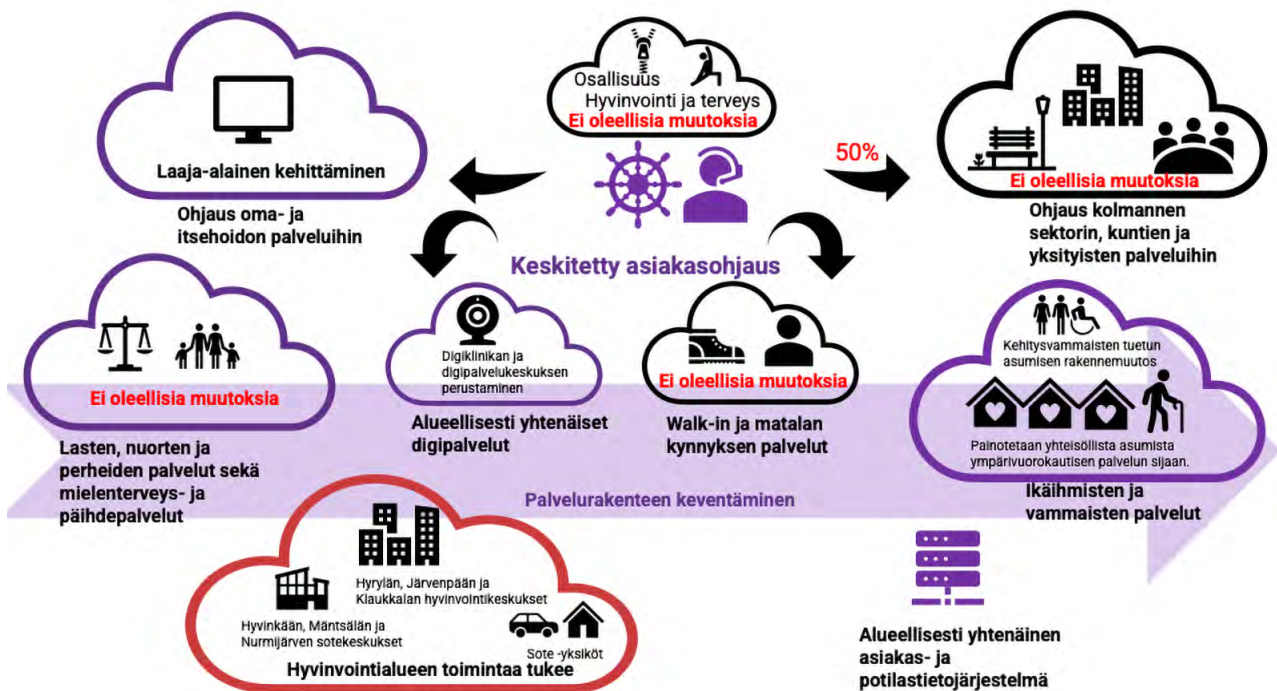 Osallisuus
Hyvinvointi ja terveys
Ei oleellisia muutoksia
50%
Laaja-alainen kehittäminen
Ohjaus oma- ja
itsehoidon palveluihin
Ei oleellisia muutoksia
Ohjaus kolmannen
sektorin, kuntien ja
yksityisten palveluihin
Keskitetty asiakasohjaus
Ei oleellisia muutoksia
Lasten, nuorten ja
perheiden palvelut sekä
mielenterveys- ja
päihdepalvelut
Digiklinikan ja
digipalvelukeskuksen
perustaminen
Alueellisesti yhtenäiset
digipalvelut
Ei oleellisia muutoksia
Walk-in ja matalan
kynnyksen palvelut
Kehitysvammaisten tuetun
asumisen rakennemuutos
Painotetaan yhteisöllistä asumista
ympärivuorokautisen palvelun sijaan.
Ikäihmisten ja
vammaisten palvelut
Palvelurakenteen keventäminen
Hyrylän, Järvenpään ja
Klaukkalan hyvinvointikeskukset
Hyvinkään, Mäntsälän ja
Nurmijärven sotekeskukset
Sote -yksiköt
Hyvinvointialueen toimintaa tukee
Alueellisesti yhtenäinen
asiakas- ja
potilastietojärjestelmä